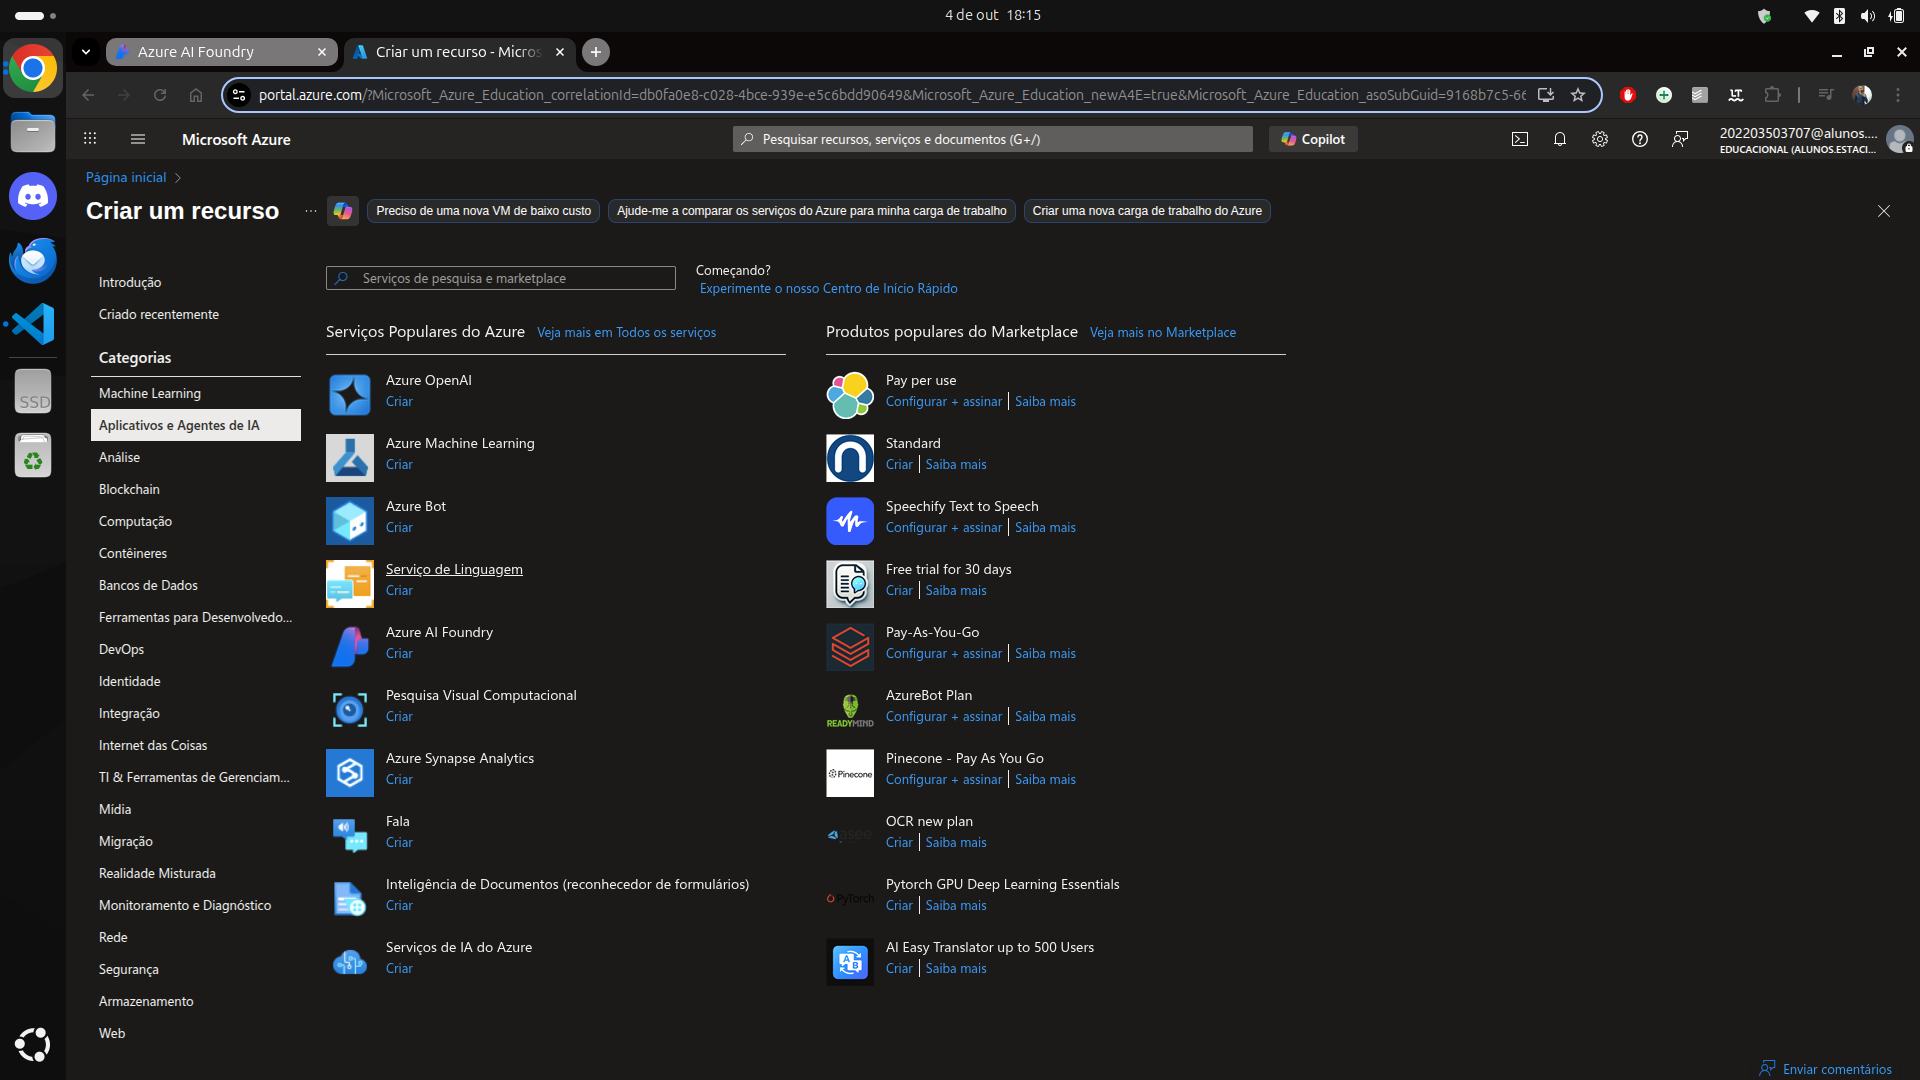 4 de out 18:15
Azure AI Foundry
Criar um recurso - Micros
portal.azure.com/?Microsoft_Azure_Education_correlationId=db0fa0e8-c028-4bce-939e-e5c6bdd90649&Microsoft_Azure_Education_newA4E=true&Microsoft_Azure_Education_asoSubGuid=9168b7c5-66
Microsoft Azure
Pesquisar recursos, serviços e documentos (G+/)
Copilot
202203503707@alunos....
EDUCACIONAL (ALUNOS.ESTACI...
Página inicial
Criar um recurso
...
Preciso de uma nova VM de baixo custo
Ajude-me a comparar os serviços do Azure para minha carga de trabalho
Criar uma nova carga de trabalho do Azure
Introdução
Criado recentemente
Categorias
Machine Learning
Aplicativos e Agentes de IA
Análise
Blockchain
Computação
Contêineres
Bancos de Dados
Ferramentas para Desenvolvedo...
DevOps
Identidade
Integração
Internet das Coisas
TI & Ferramentas de Gerenciam...
Mídia
Migração
Realidade Misturada
Monitoramento e Diagnóstico
Rede
Segurança
Armazenamento
Web
Serviços de pesquisa e marketplace
Começando?
Experimente o nosso Centro de Início Rápido
Serviços Populares do Azure Veja mais em Todos os serviços
Azure OpenAI
Criar
Azure Machine Learning
Criar
Azure Bot
Criar
Serviço de Linguagem
Criar
Azure AI Foundry
Criar
Pesquisa Visual Computacional
Criar
Azure Synapse Analytics
Criar
Fala
Criar
Inteligência de Documentos (reconhecedor de formulários)
Criar
Serviços de IA do Azure
Criar
Produtos populares do Marketplace Veja mais no Marketplace
Pay per use
Configurar + assinar | Saiba mais
Standard
Criar | Saiba mais
Speechify Text to Speech
Configurar + assinar | Saiba mais
Free trial for 30 days
Criar | Saiba mais
Pay-As-You-Go
Configurar + assinar | Saiba mais
READYMIND
AzureBot Plan
Configurar + assinar | Saiba mais
Pinecone
Pinecone - Pay As You Go
Configurar + assinar | Saiba mais
asee
OCR new plan
Criar | Saiba mais
PyTorch
Pytorch GPU Deep Learning Essentials
Criar | Saiba mais
AI Easy Translator up to 500 Users
Criar | Saiba mais
SSD
Enviar comentários